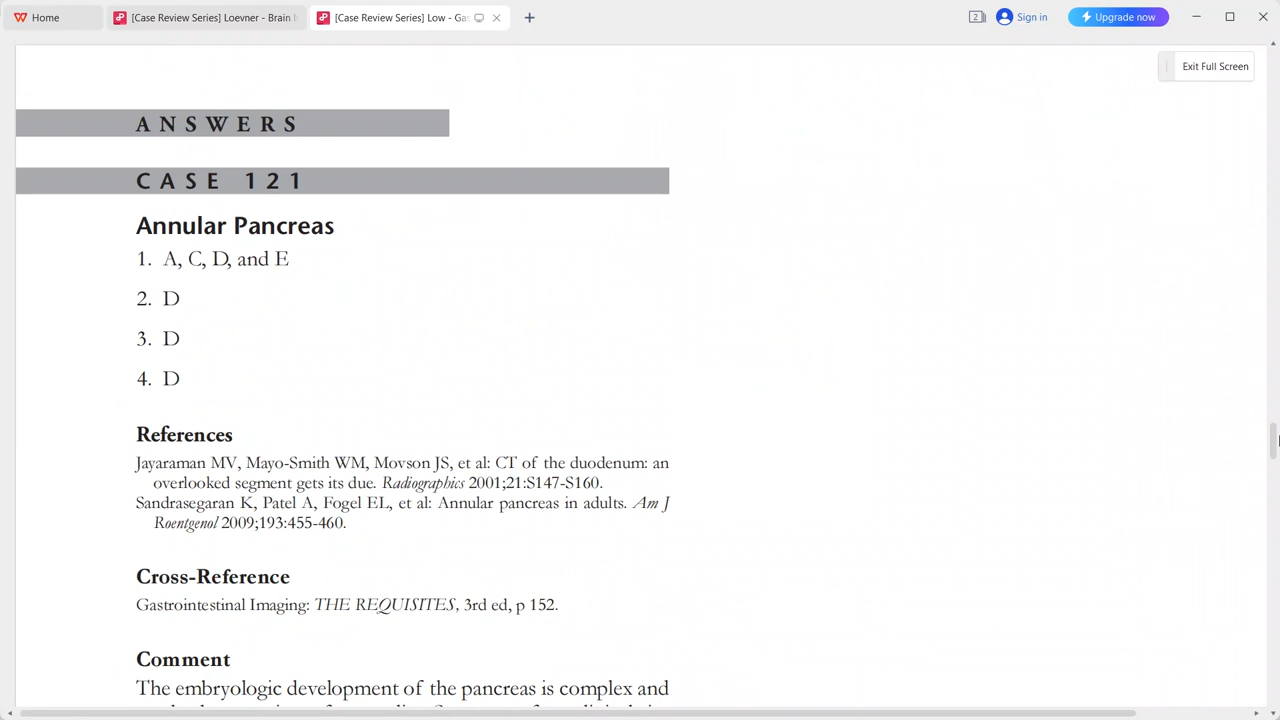 Home
[Case Review Series] Loevner - Brain
[Case Review Series] Low - Gas
2
Sign in
Upgrade now
Exit Full Screen
ANSWERS
CASE 121
Annular Pancreas
1. A, C, D, and E
2. D
3. D
4. D
References
Jayaraman MV, Mayo-Smith WM, Movson JS, et al: CT of the duodenum: an
overlooked segment gets its due. Radiographics 2001;21:S147-S160.
Sandrasegaran K, Patel A, Fogel EL, et al: Annular pancreas in adults. Am J
Roentgenol 2009;193:455-460.
Cross-Reference
Gastrointestinal Imaging: THE REQUISITES, 3rd ed, p 152.
Comment
The embryologic development of the pancreas is complex and